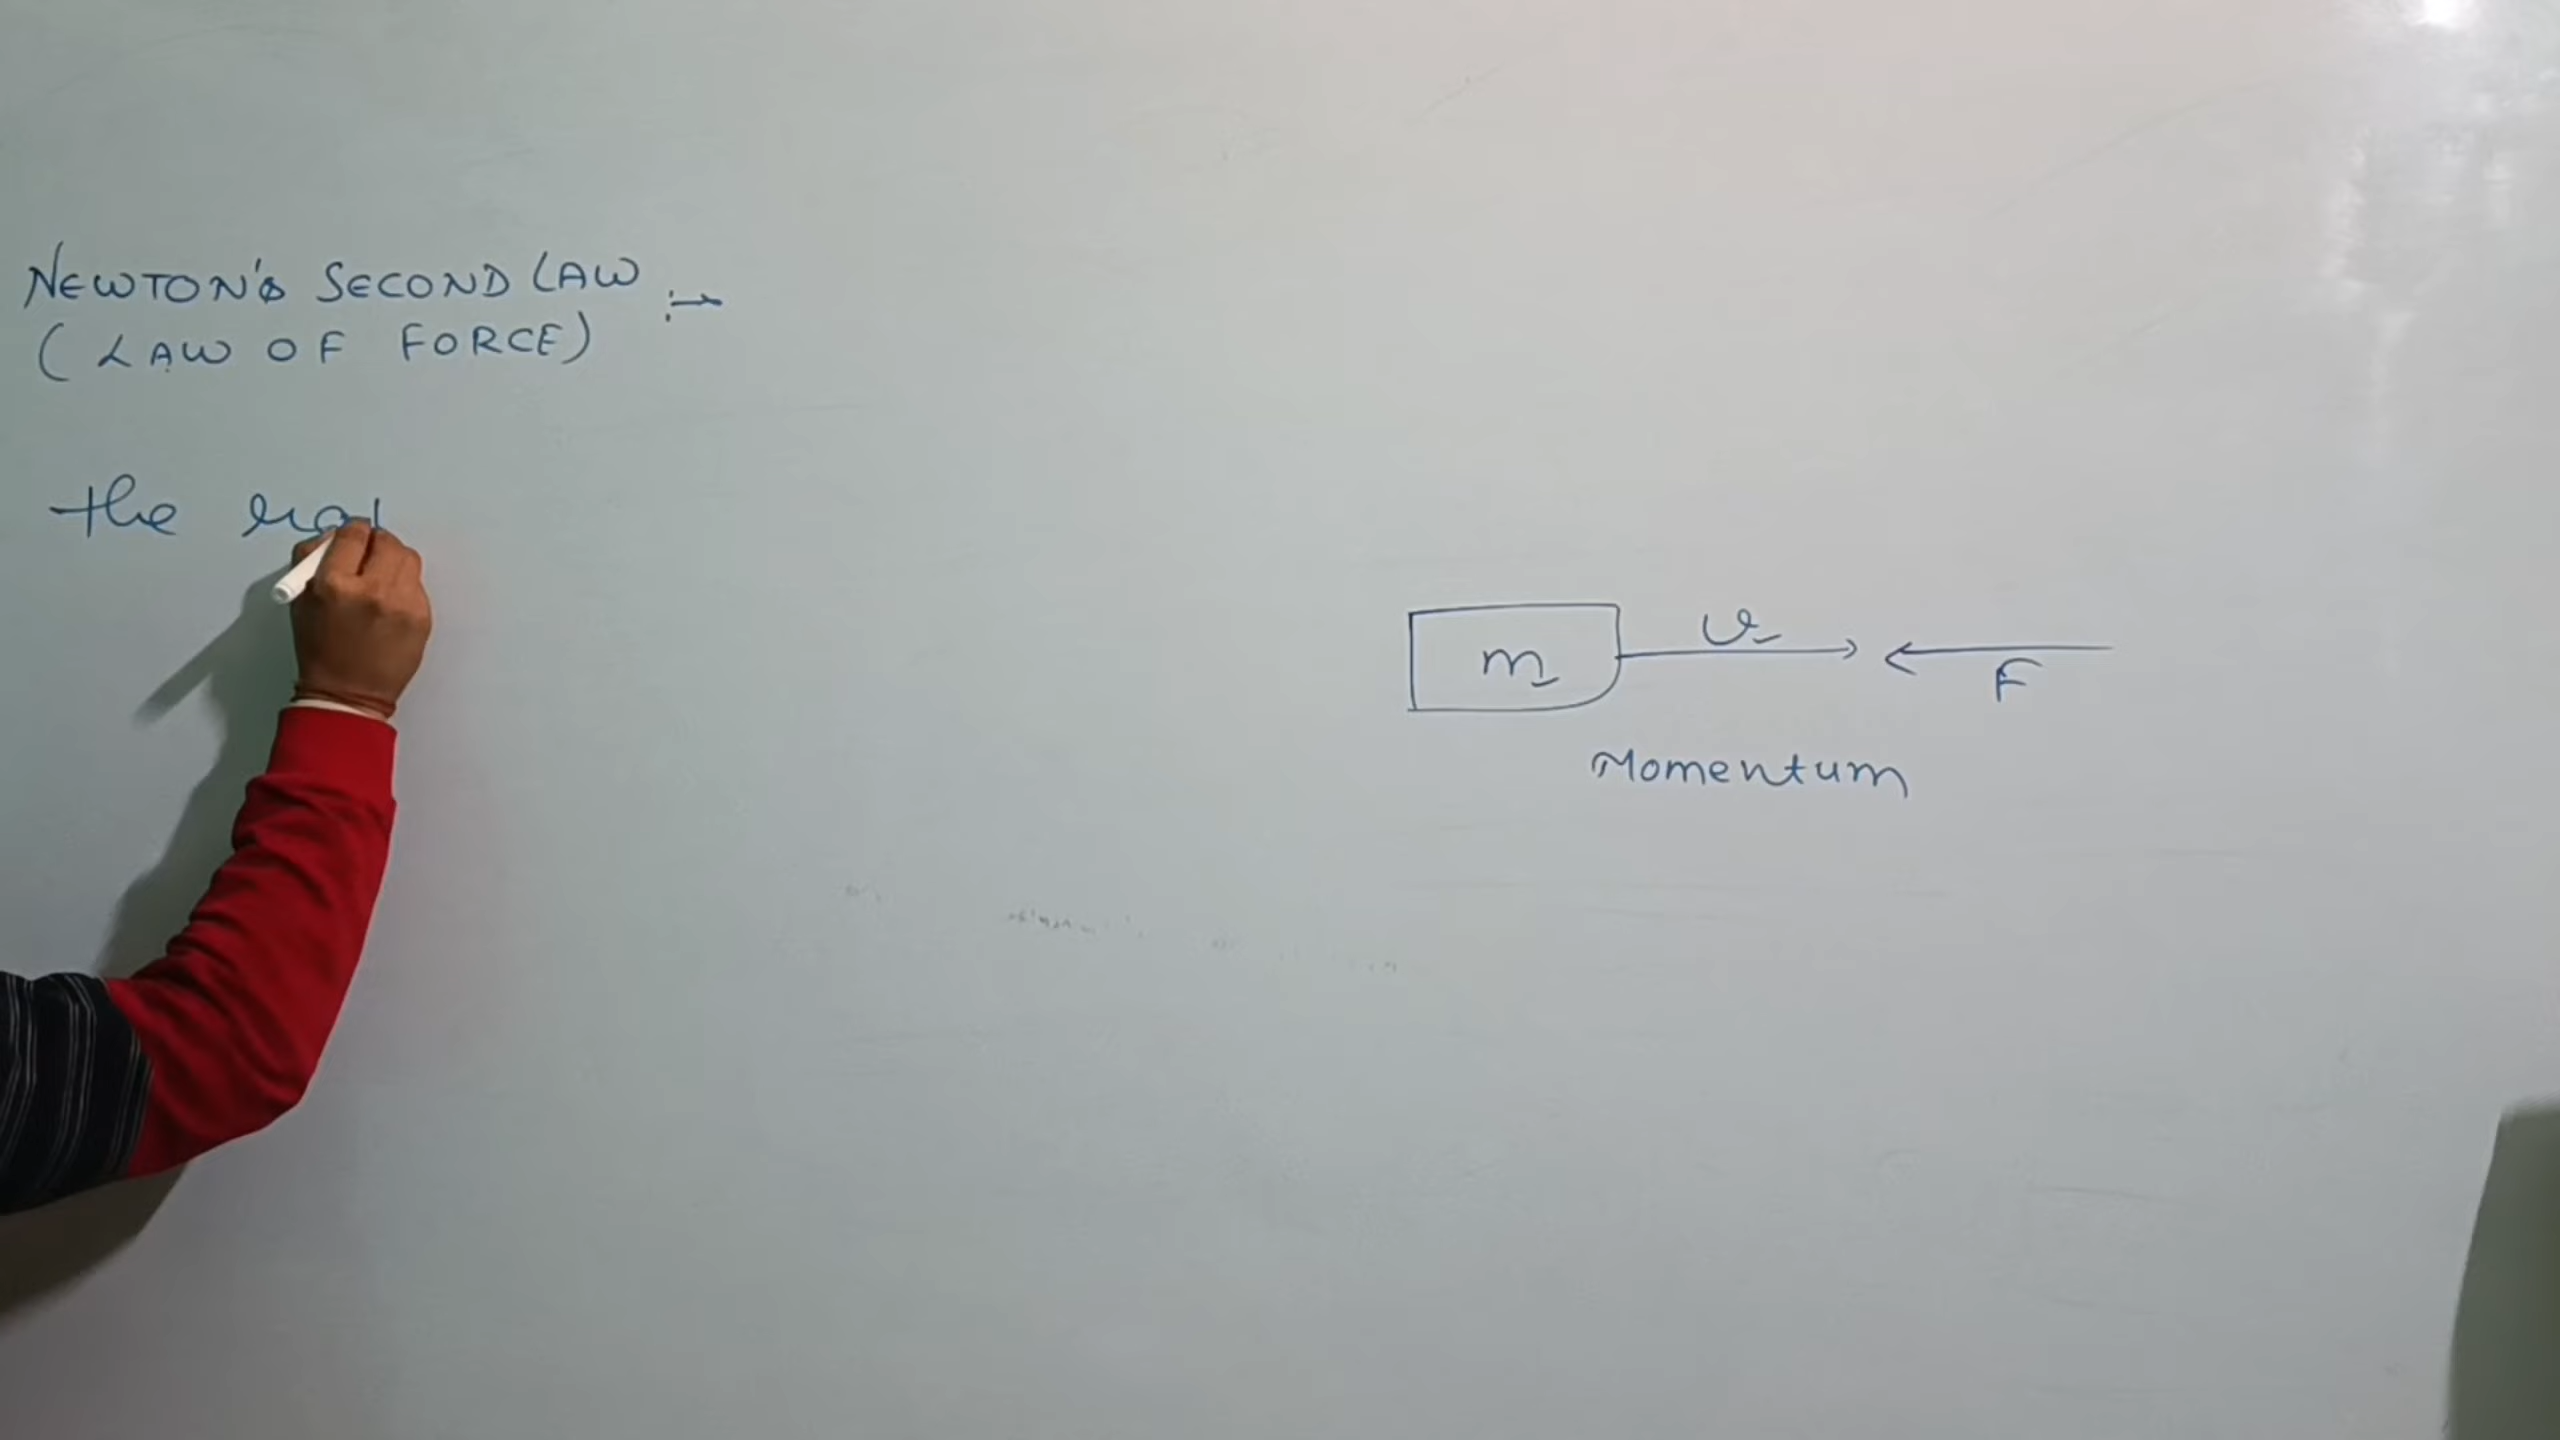 NEWTON'S SECOND LAW :-
(LAW OF FORCE)
the
m
v
F
Momentum